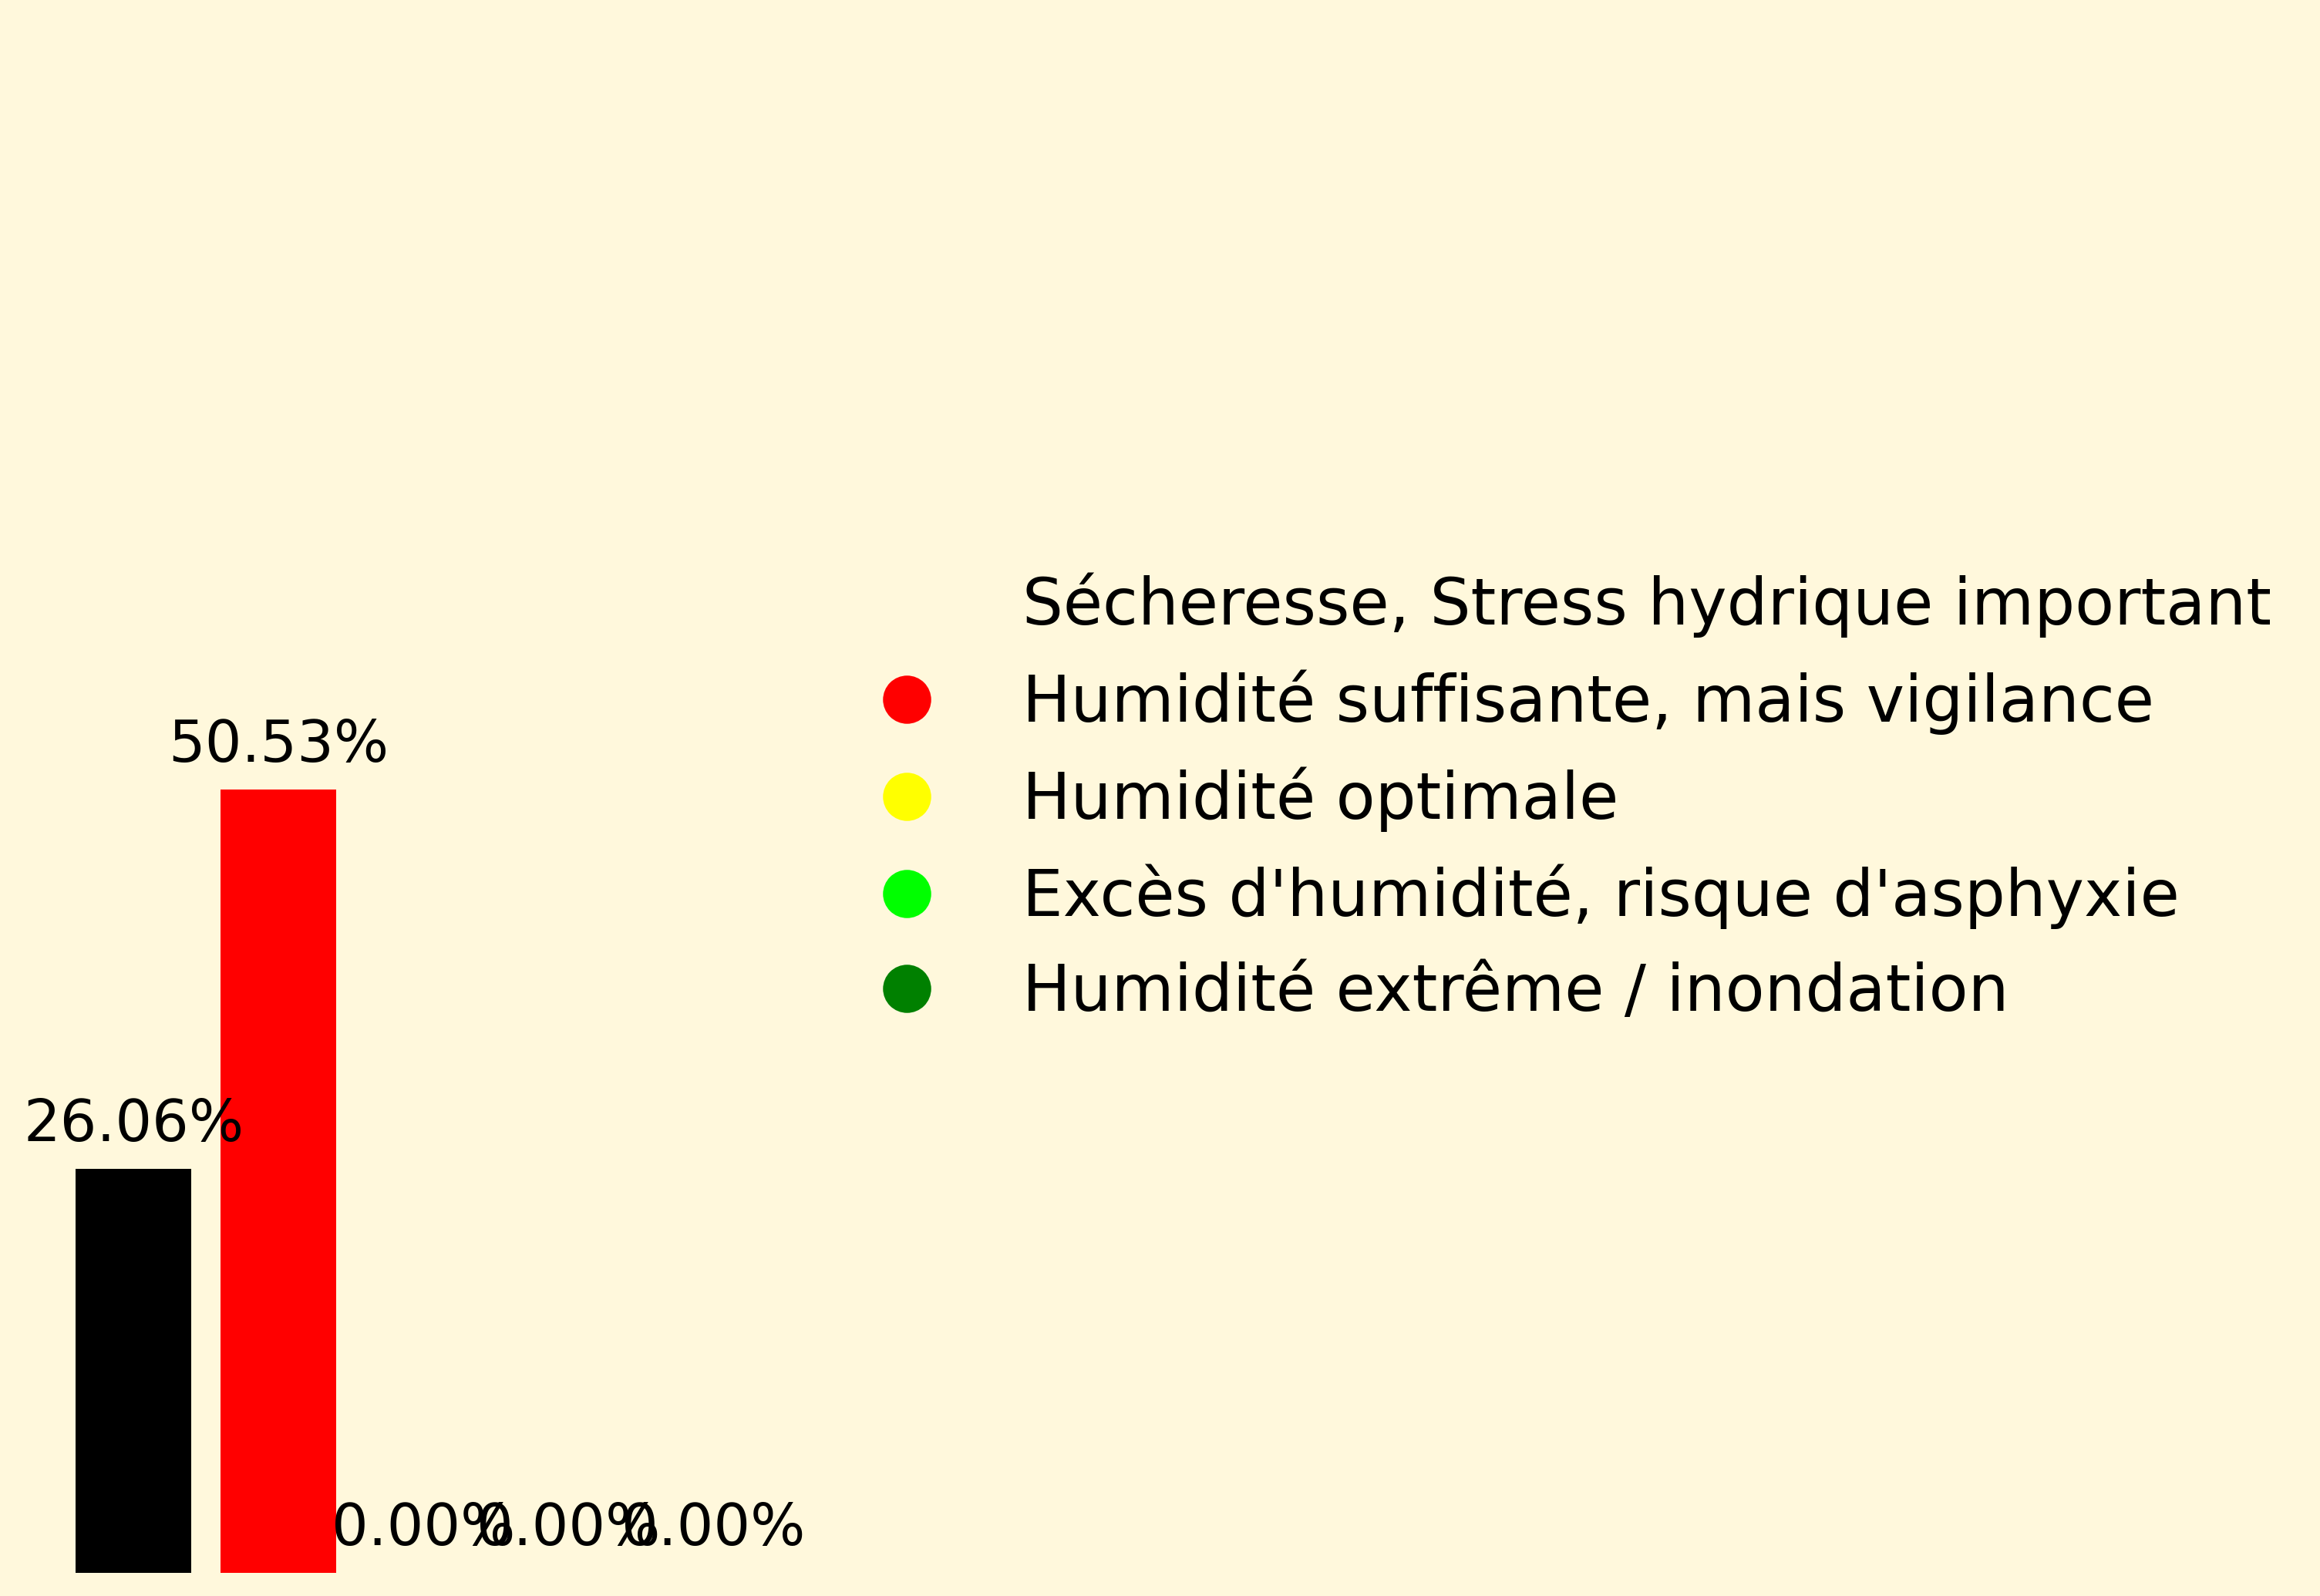 Sécheresse, Stress hydrique important
Humidité suffisante, mais vigilance
50.53%
Humidité optimale
Excès d'humidité, risque d'asphyxie
Humidité extrême / inondation
26.06%
0.00% 0.00% 0.00%